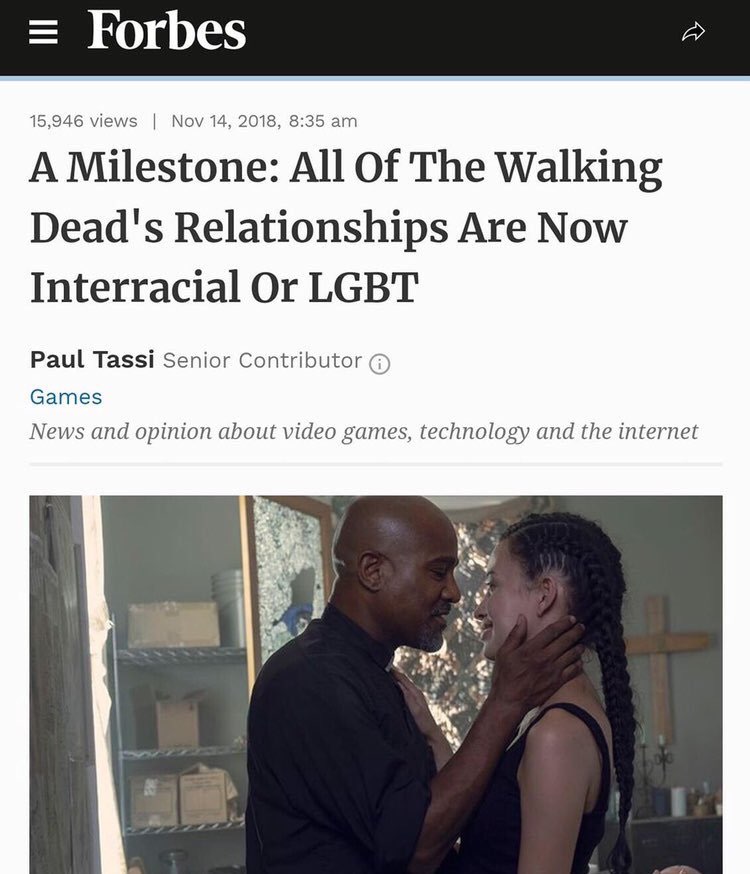 Forbes
15,946 views | Nov 14, 2018, 8:35 am
A Milestone: All Of The Walking
Dead's Relationships Are Now
Interracial Or LGBT
Paul Tassi Senior Contributor
Games
News and opinion about video games, technology and the internet